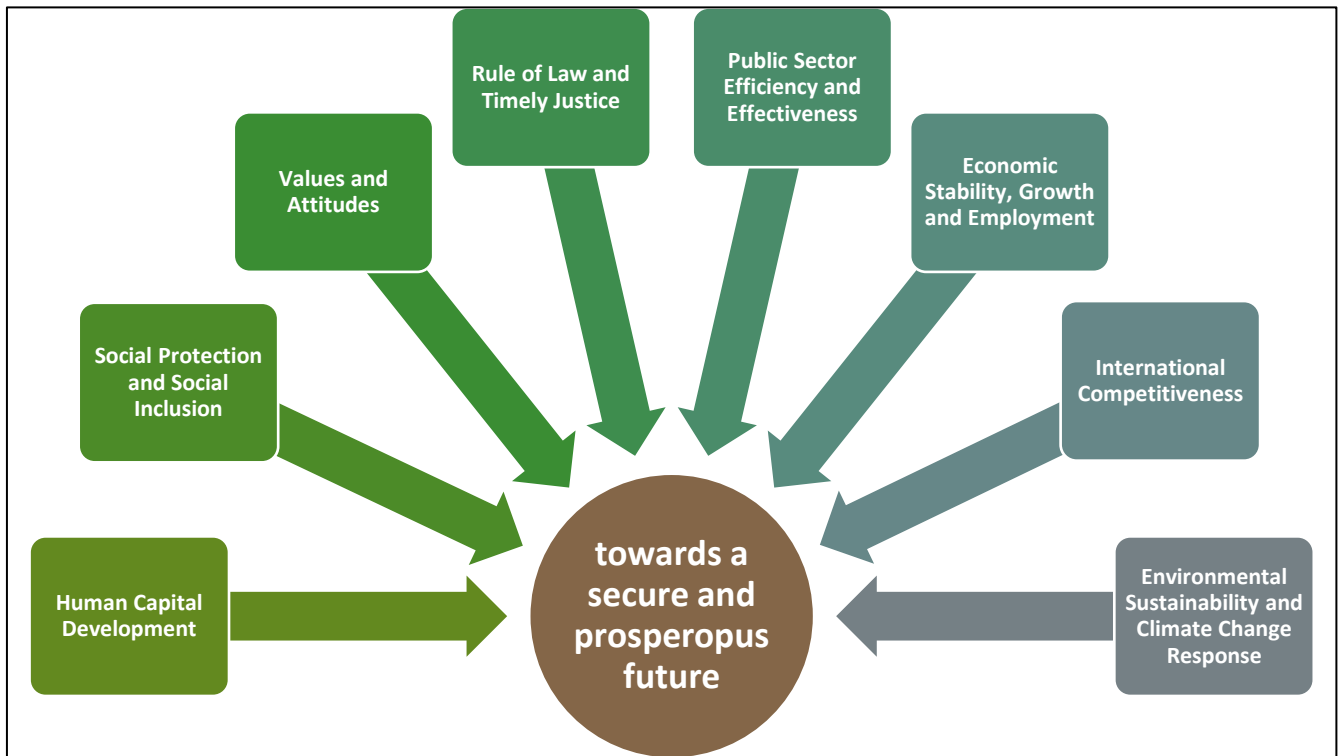 Rule of Law and
Timely Justice
Public Sector
Efficiency and
Effectiveness
Values and
Attitudes
Economic
Stability, Growth
and Employment
Social Protection
and Social
Inclusion
International
Competitiveness
Human Capital
Development
towards a
secure and
prosperopus
future
Environmental
Sustainability and
Climate Change
Response